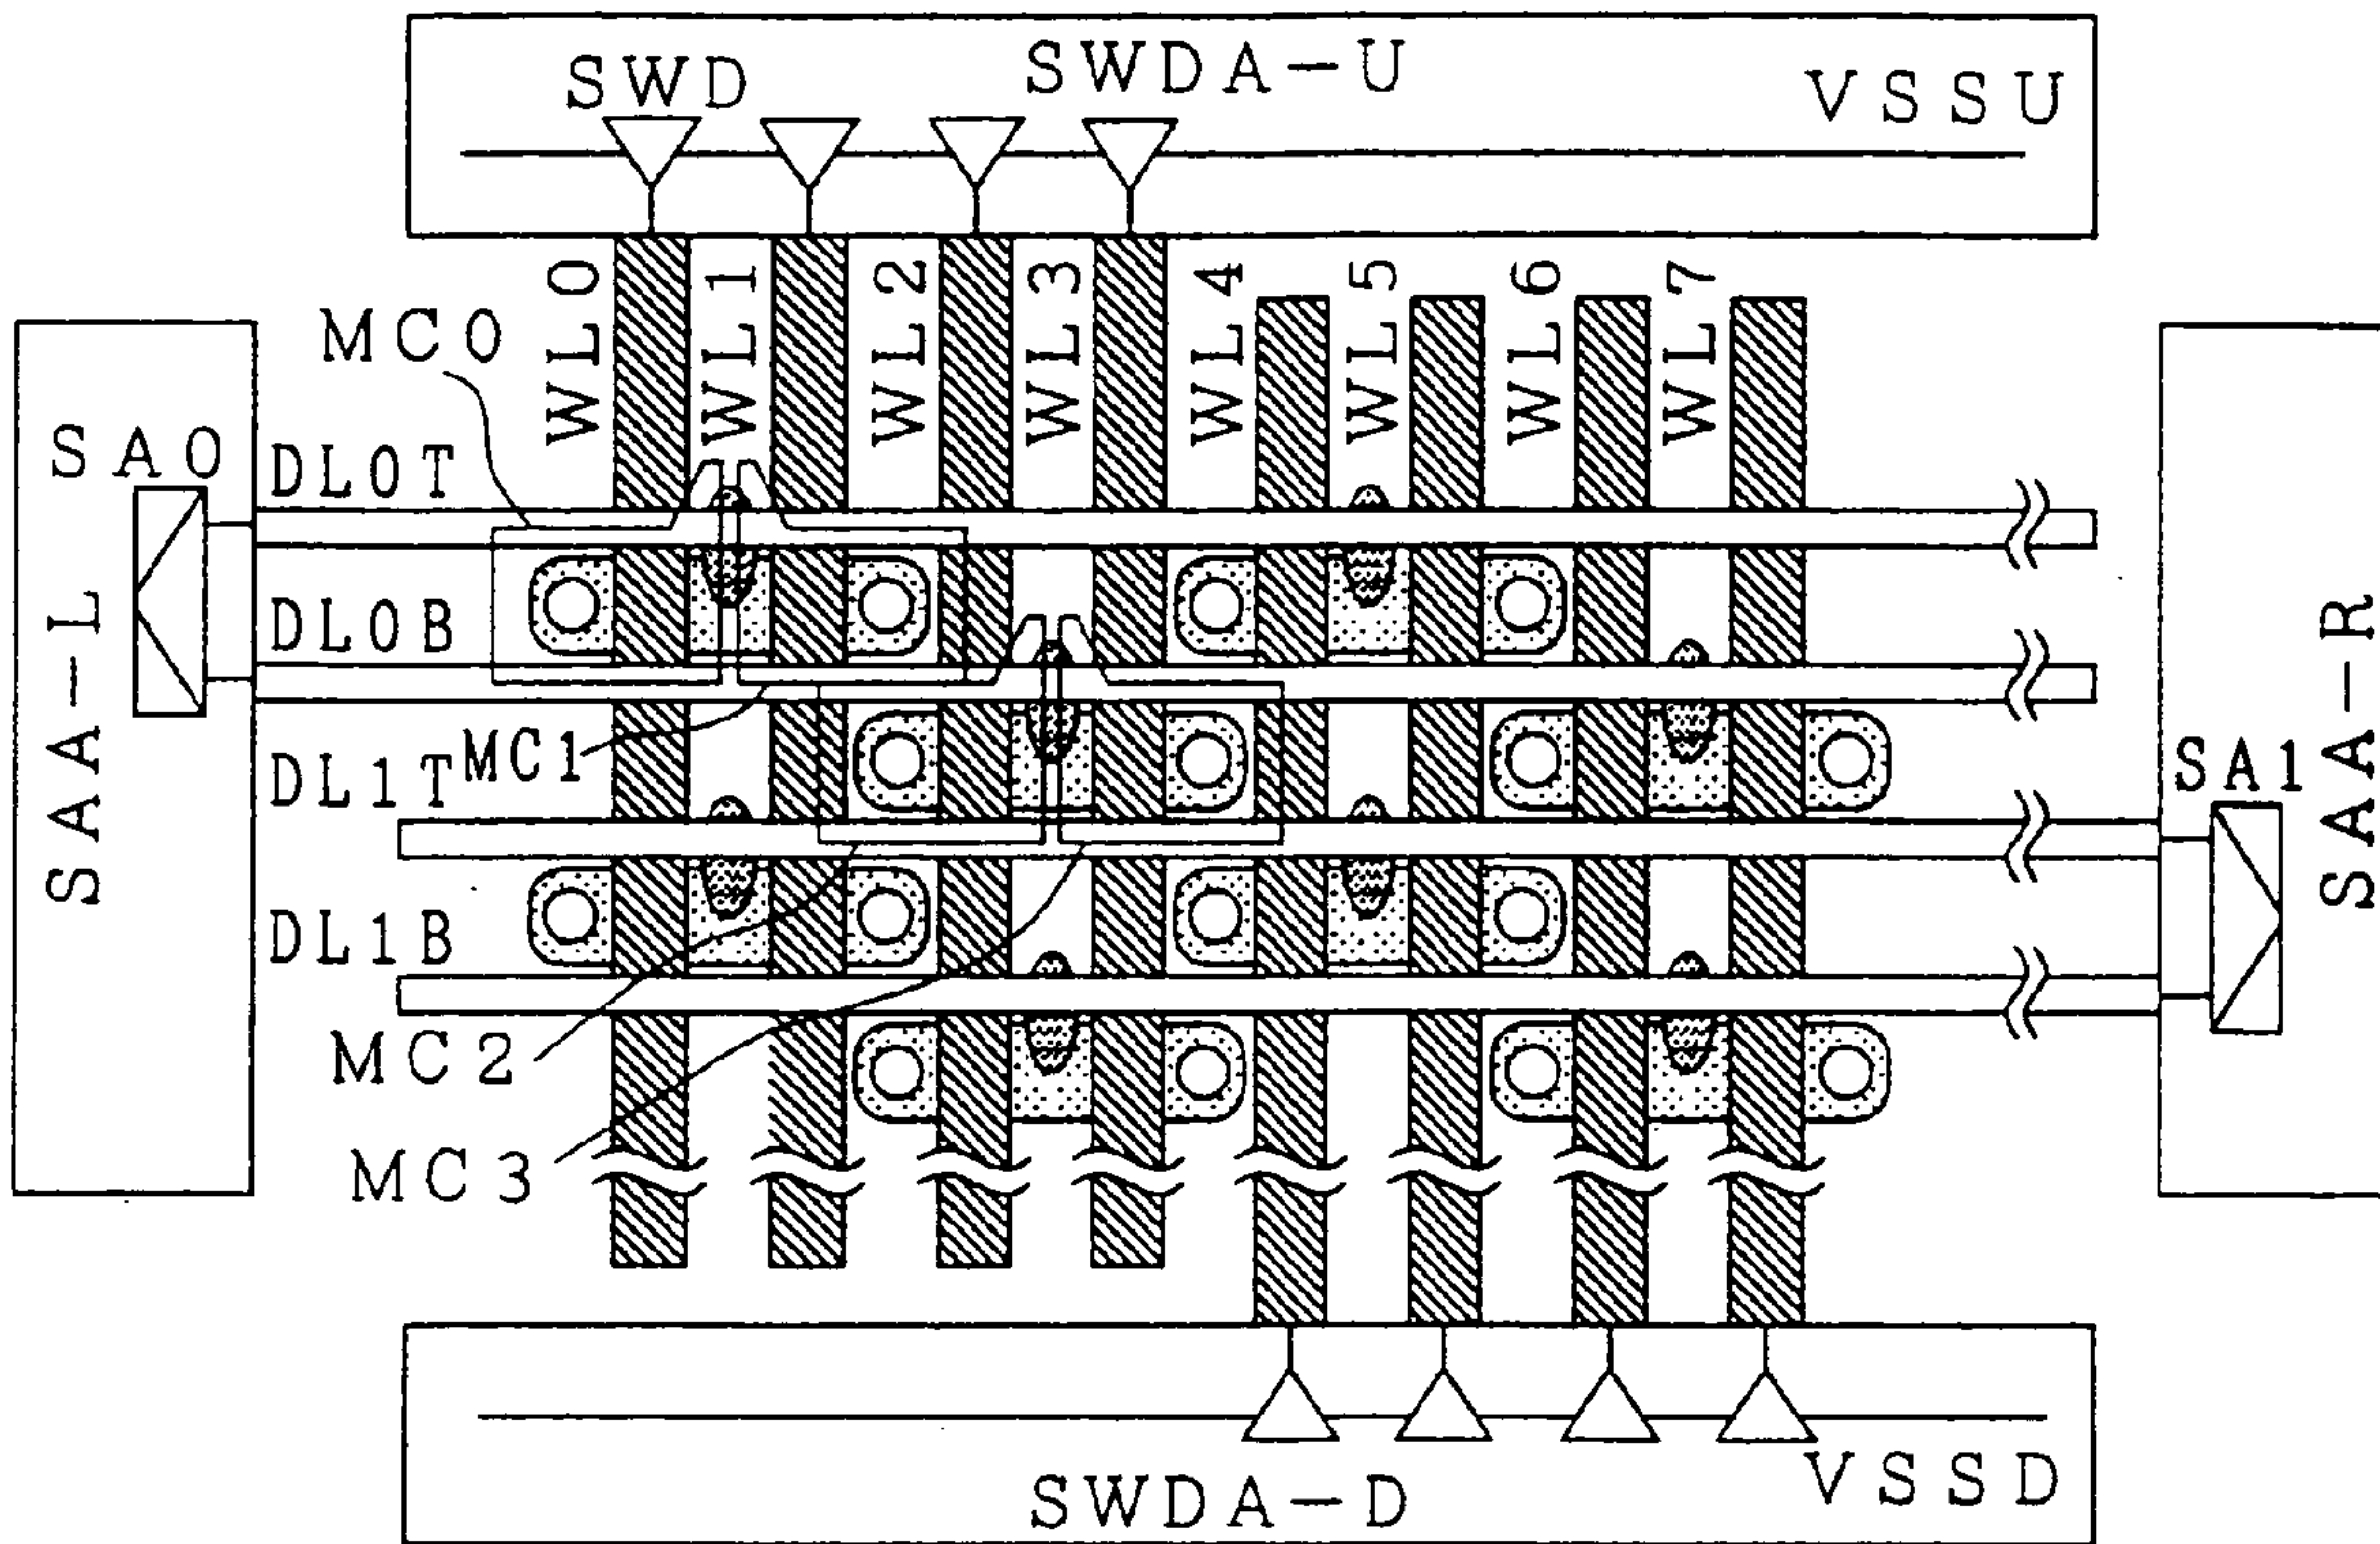 SWD
SWDA-U
VSSU
WL0
WL1
WL2
WL3
WL4
WL5
WL6
WL7
MC0
SA0
DL0T
DL0B
SAA-L
SAA-R
MC1
DL1T
SA1
DL1B
MC2
MC3
VSSD
SWDA-D